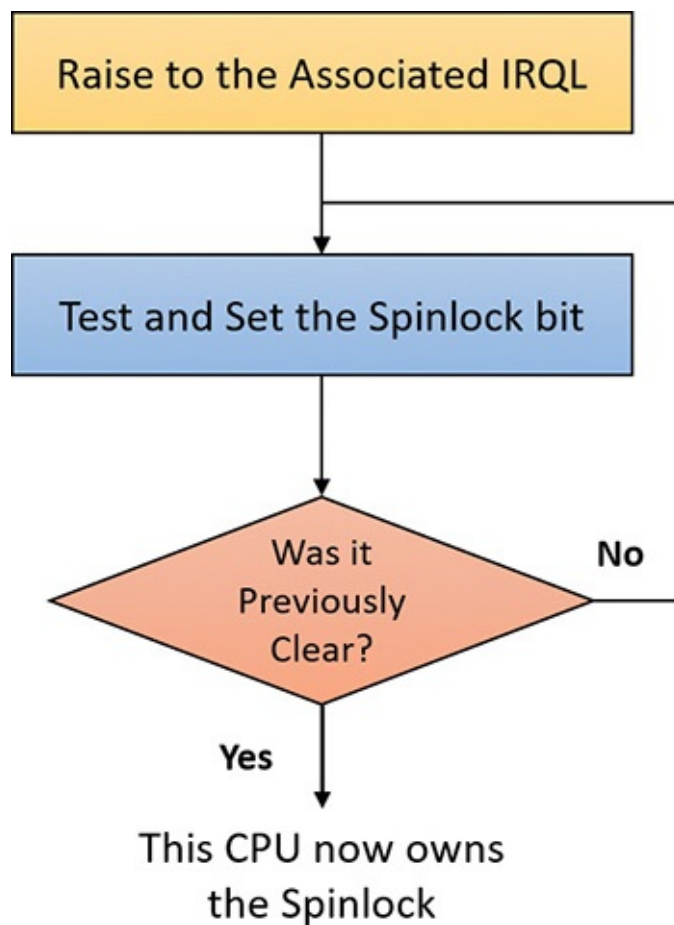 Raise to the Associated IRQL
Test and Set the Spinlock bit
Was it
Previously
Clear?
No
Yes
This CPU now owns
the Spinlock